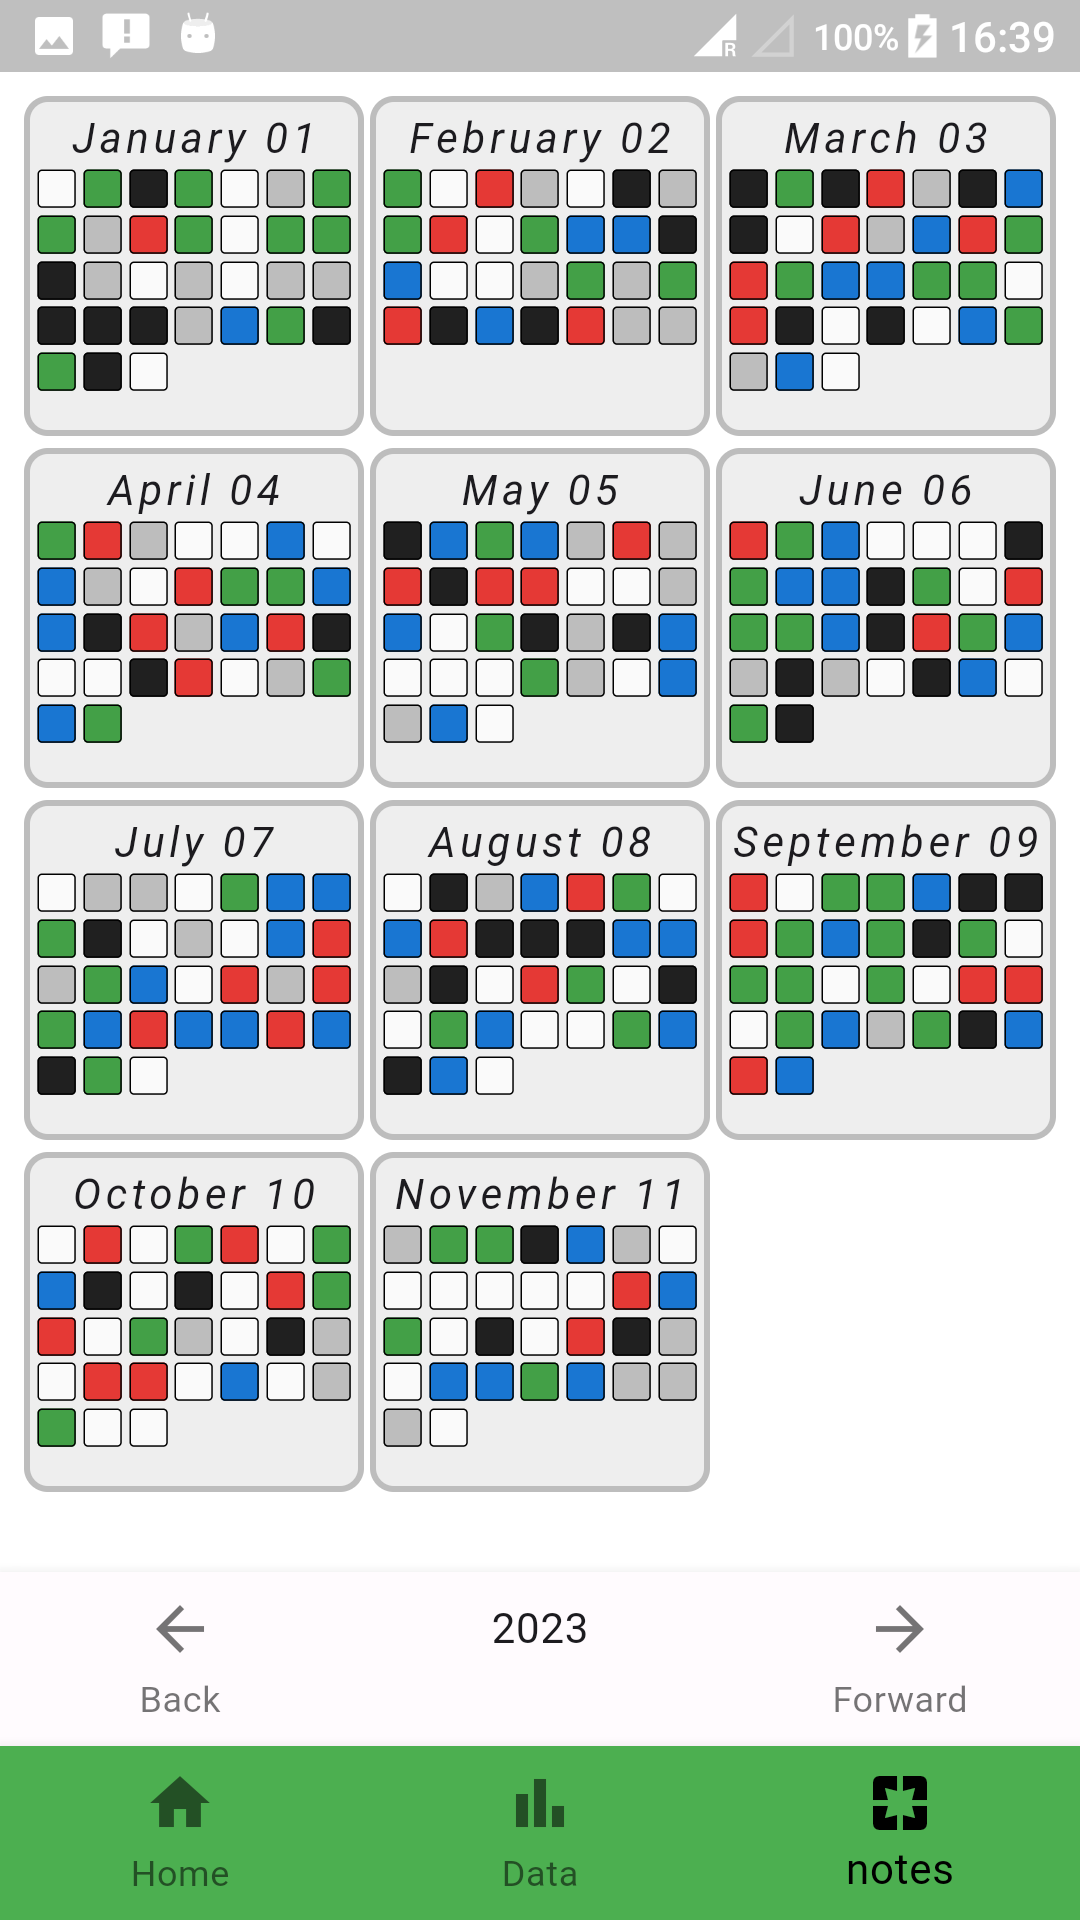 R 100% 16:39
January 01 February 02 March 03
April 04 May 05 June 06
July 07 August 08 September 09
October 10 November 11
2023
Back Forward
Home Data notes